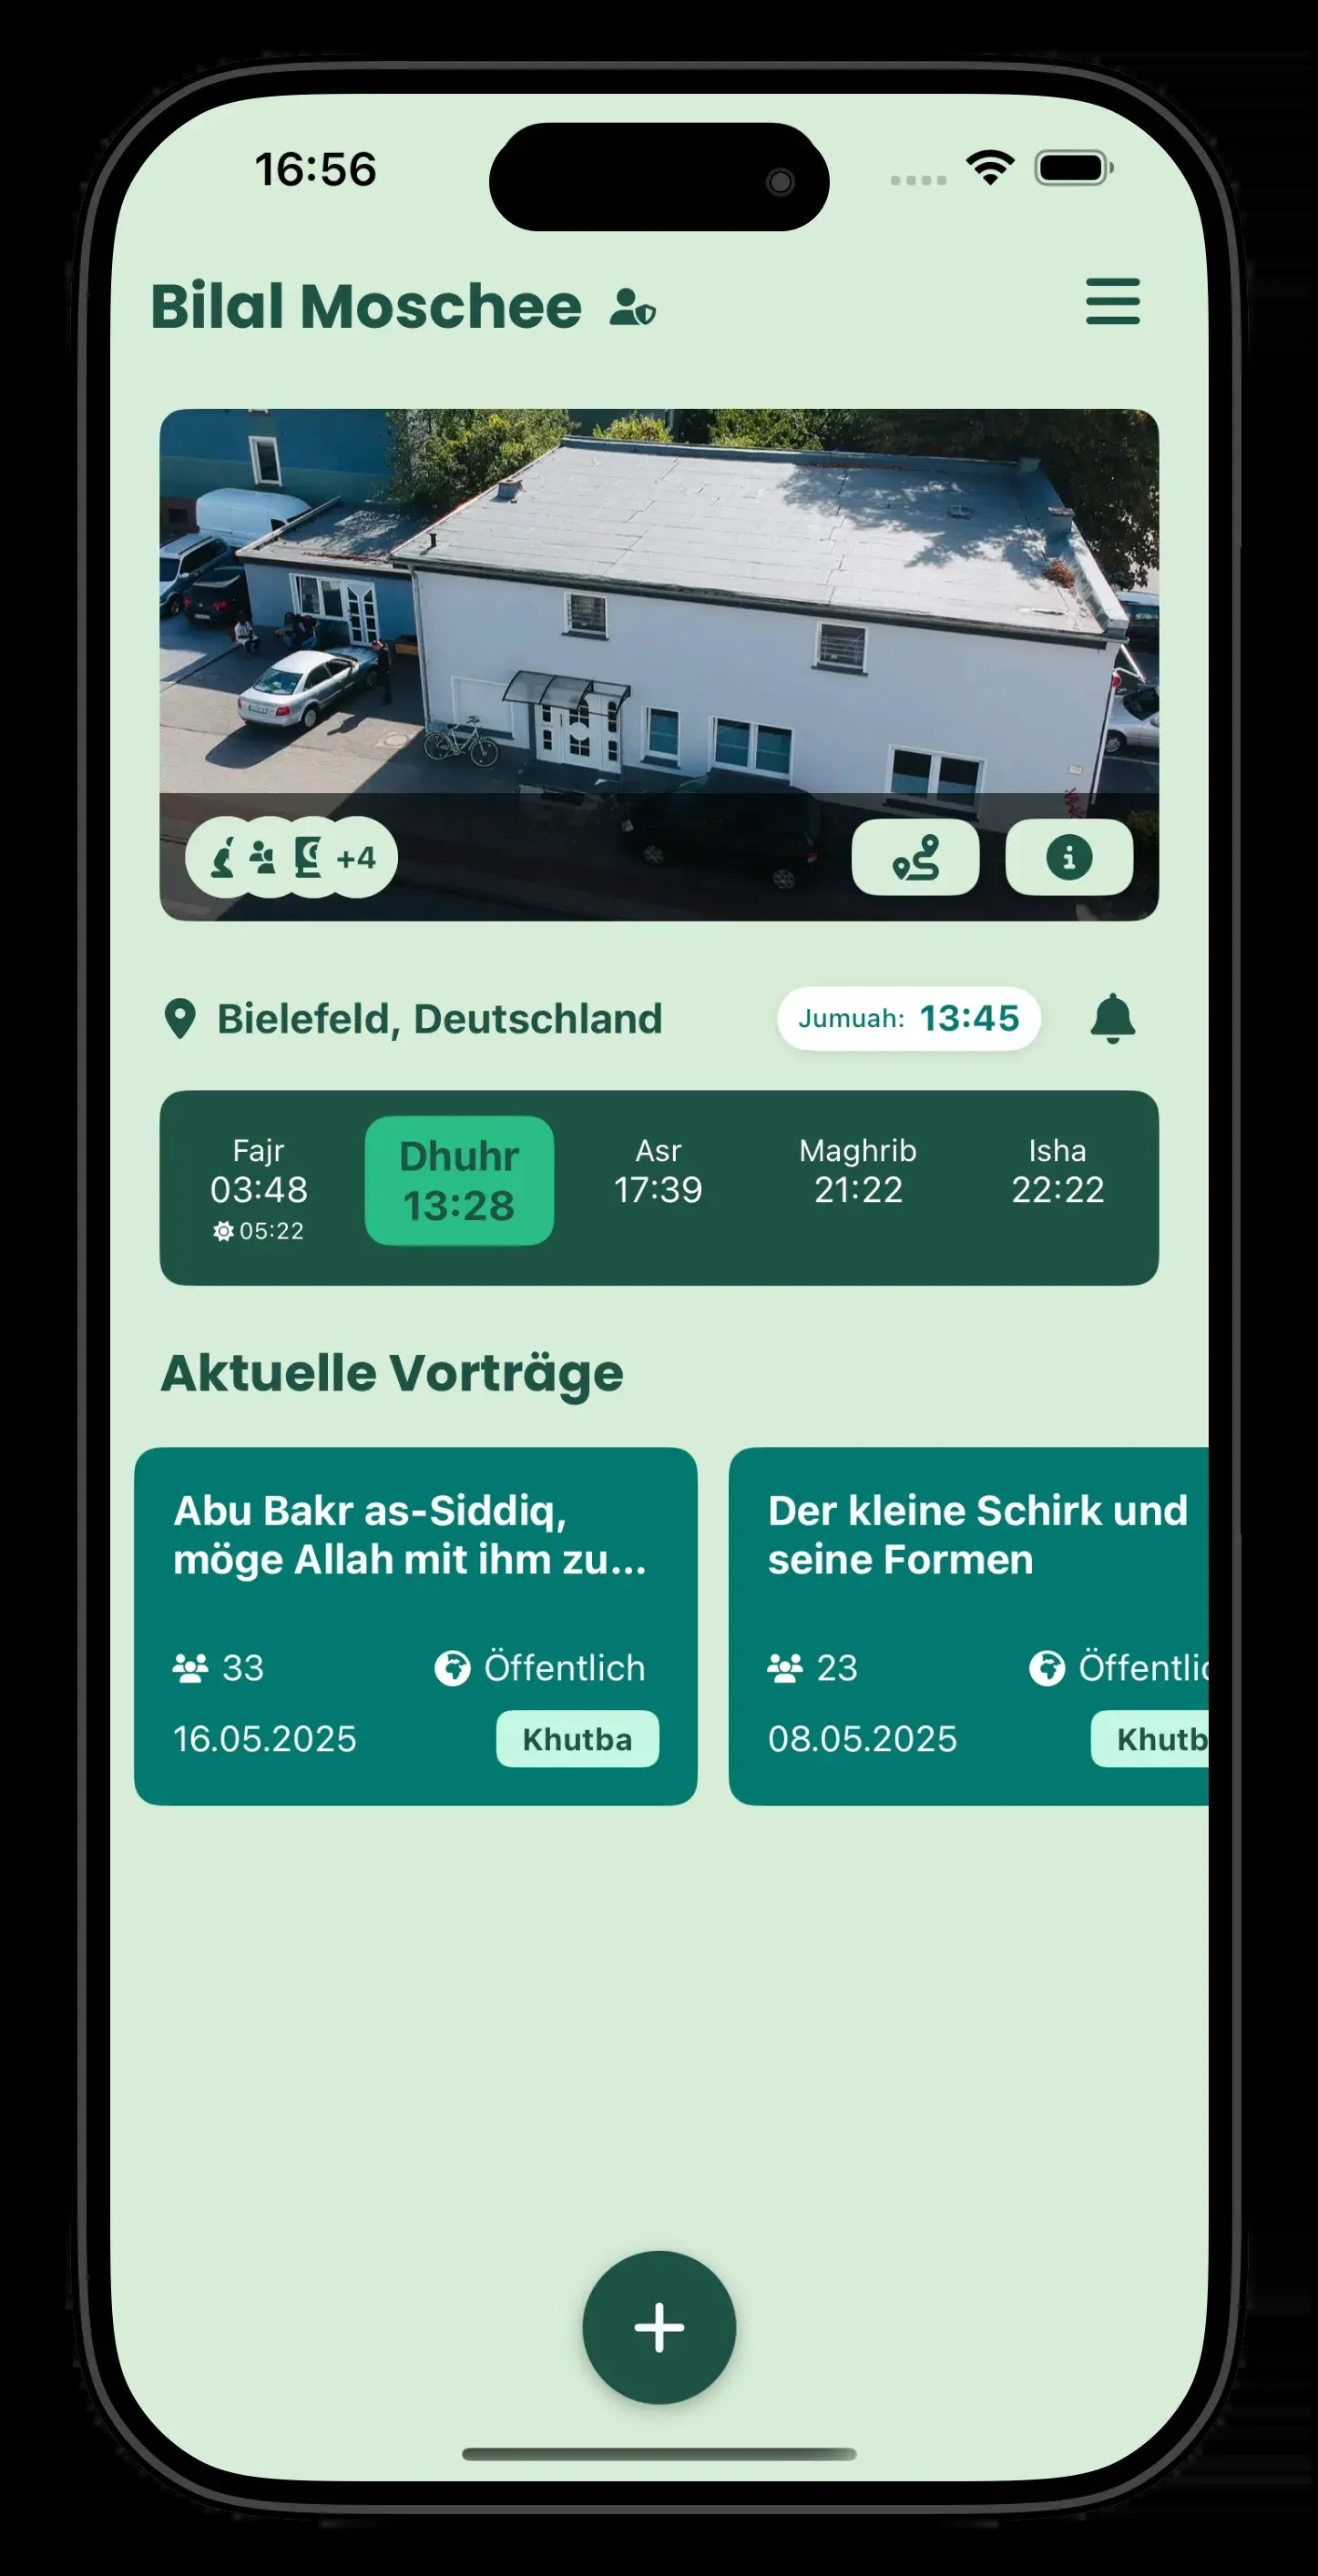 16:56
Bilal Moschee
+4
Bielefeld, Deutschland
Jumuah: 13:45
Fajr
03:48
05:22
Dhuhr
13:28
Asr
17:39
Maghrib
21:22
Isha
22:22
Aktuelle Vorträge
Abu Bakr as-Siddiq,
möge Allah mit ihm zu...
33
Öffentlich
16.05.2025
Khutba
Der kleine Schirk und
seine Formen
23
Öffentlic
08.05.2025
Khutb